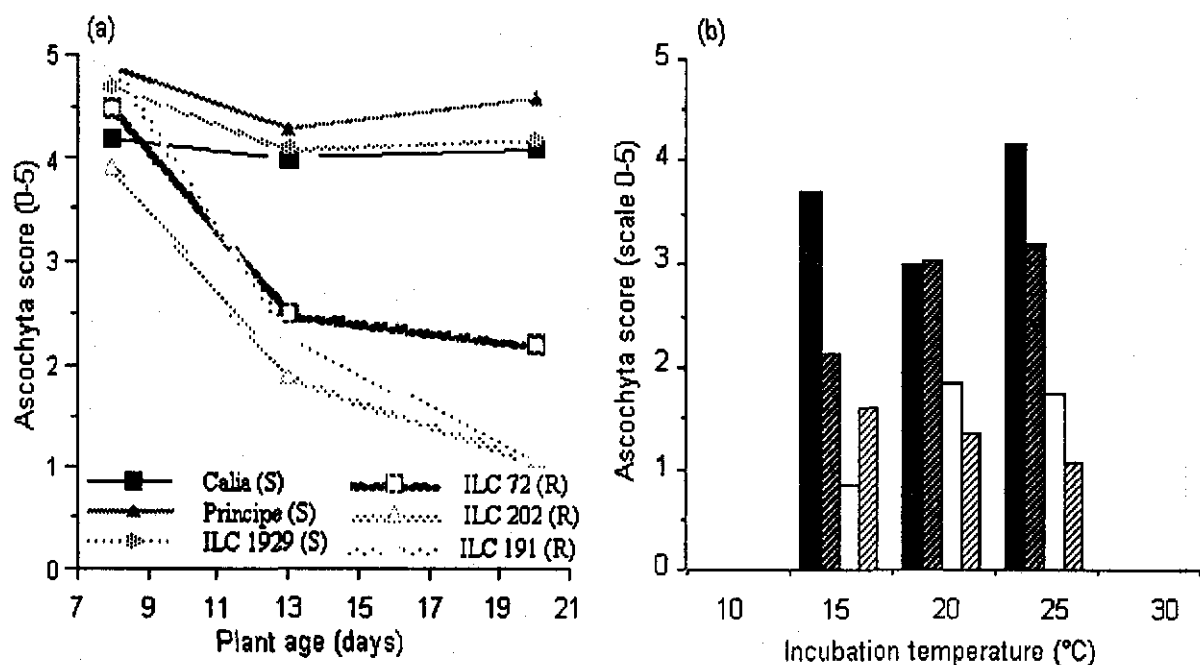 (a)
5
4
3
2
1
0
Ascochyta score (0-5)
Calia (S)
Principe (S)
ILC 1929 (S)
ILC 72 (R)
ILC 202 (R)
ILC 191 (R)
7 9 11 13 15 17 19 21
Plant age (days)
(b)
5
4
3
2
1
0
Ascochyta score (scale 0-5)
10 15 20 25 30
Incubation temperature (°C)